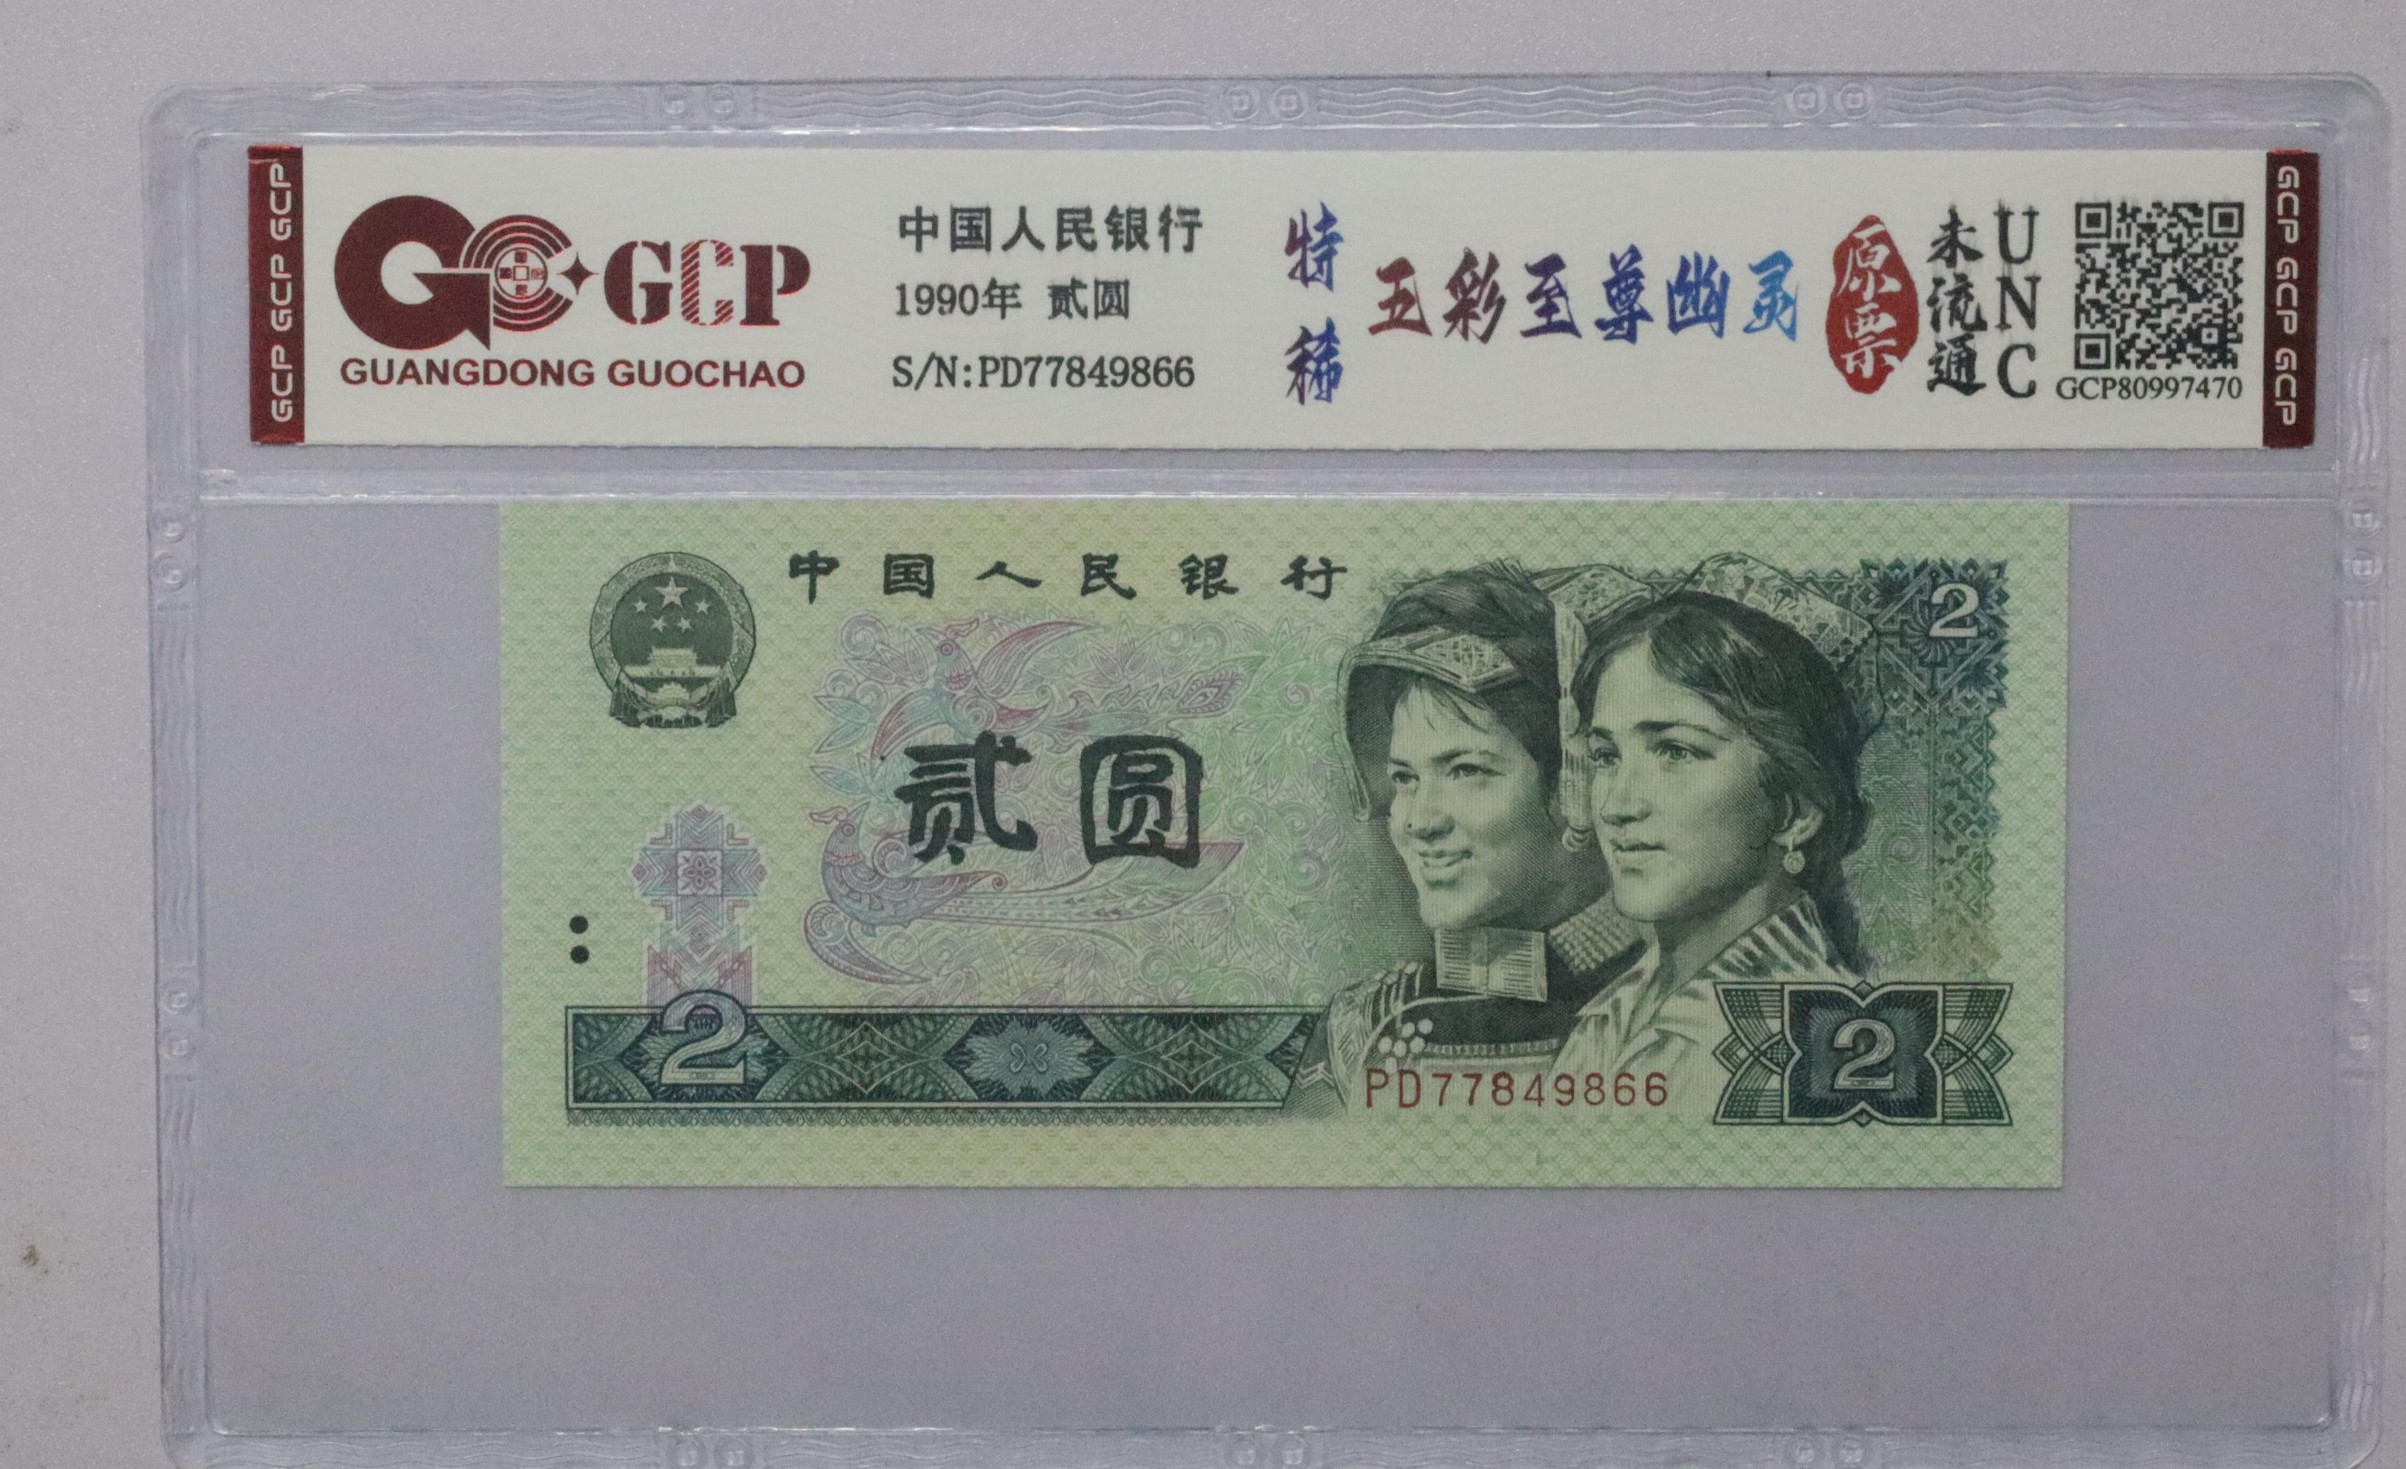 GCP GCP GCP
GCP
GUANGDONG GUOCHAO
中国人民银行
1990年 贰圆
S/N:PD77849866
特稀
五彩至尊幽灵
原票
未流通
UNC
GCP80997470
GCP GCP GCP
中国人民银行
2
贰圆
2
PD77849866
2